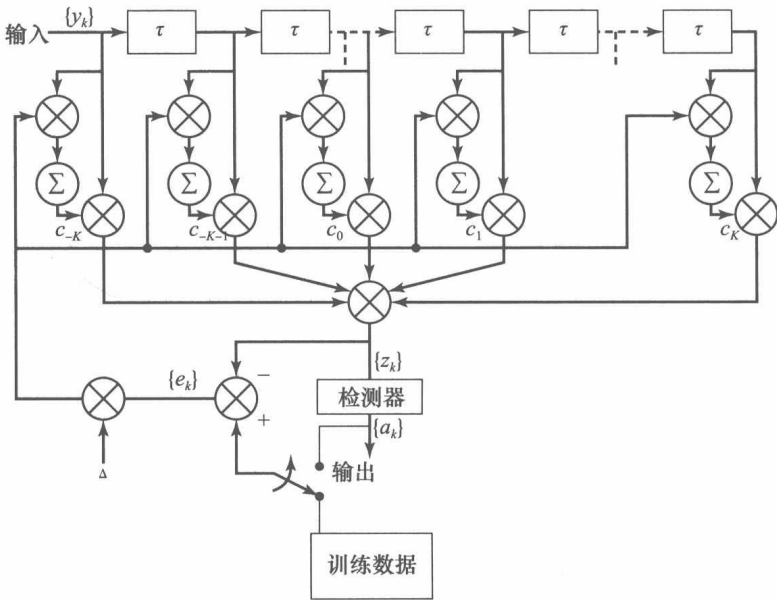 输入 {y_k} τ τ τ τ τ
Σ Σ Σ Σ Σ
c_{-K} c_{-K-1} c_0 c_1 c_K
{z_k}
{e_k} −
检测器
+ {a_k}
Δ 输出
训练数据